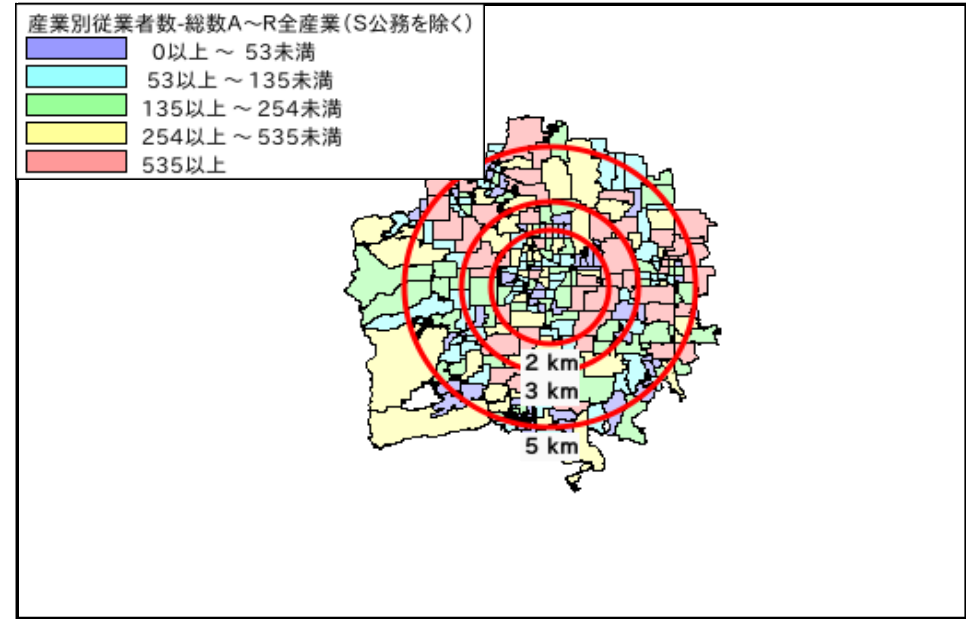 産業別従業者数-総数A～R全産業(S公務を除く)
0以上 ～ 53未満
53以上 ～ 135未満
135以上 ～ 254未満
254以上 ～ 535未満
535以上
2 km
3 km
5 km